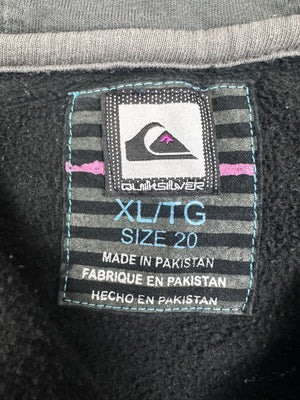 QUIKSILVER
XL/TG
SIZE 20
MADE IN PAKISTAN
FABRIQUE EN PAKISTAN
HECHO EN PAKISTAN